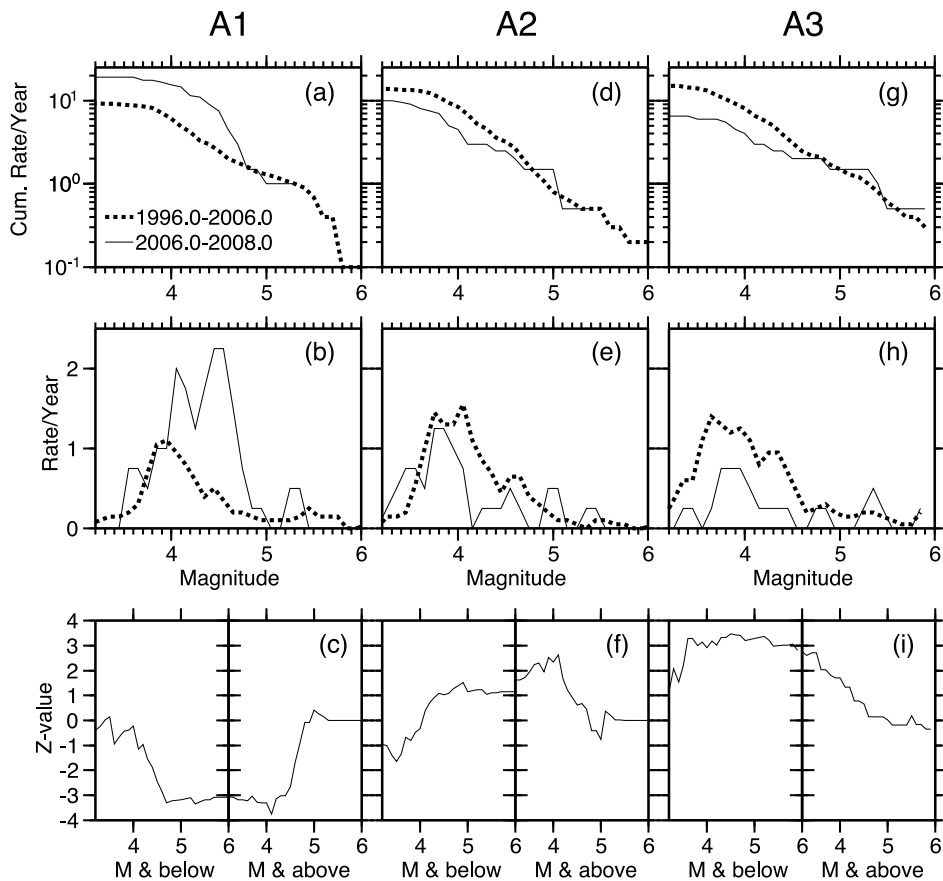 A1 A2 A3
Cum. Rate/Year
10¹
10⁰
10⁻¹
(a) (d) (g)
1996.0-2006.0
2006.0-2008.0
4 5 6 4 5 6 4 5 6
Rate/Year
2
1
0
(b) (e) (h)
4 5 6 4 5 6 4 5 6
Magnitude Magnitude Magnitude
Z-value
4
3
2
1
0
-1
-2
-3
-4
(c) (f) (i)
4 5 6 4 5 6 4 5 6 4 5 6 4 5 6 4 5 6
M & below M & above M & below M & above M & below M & above